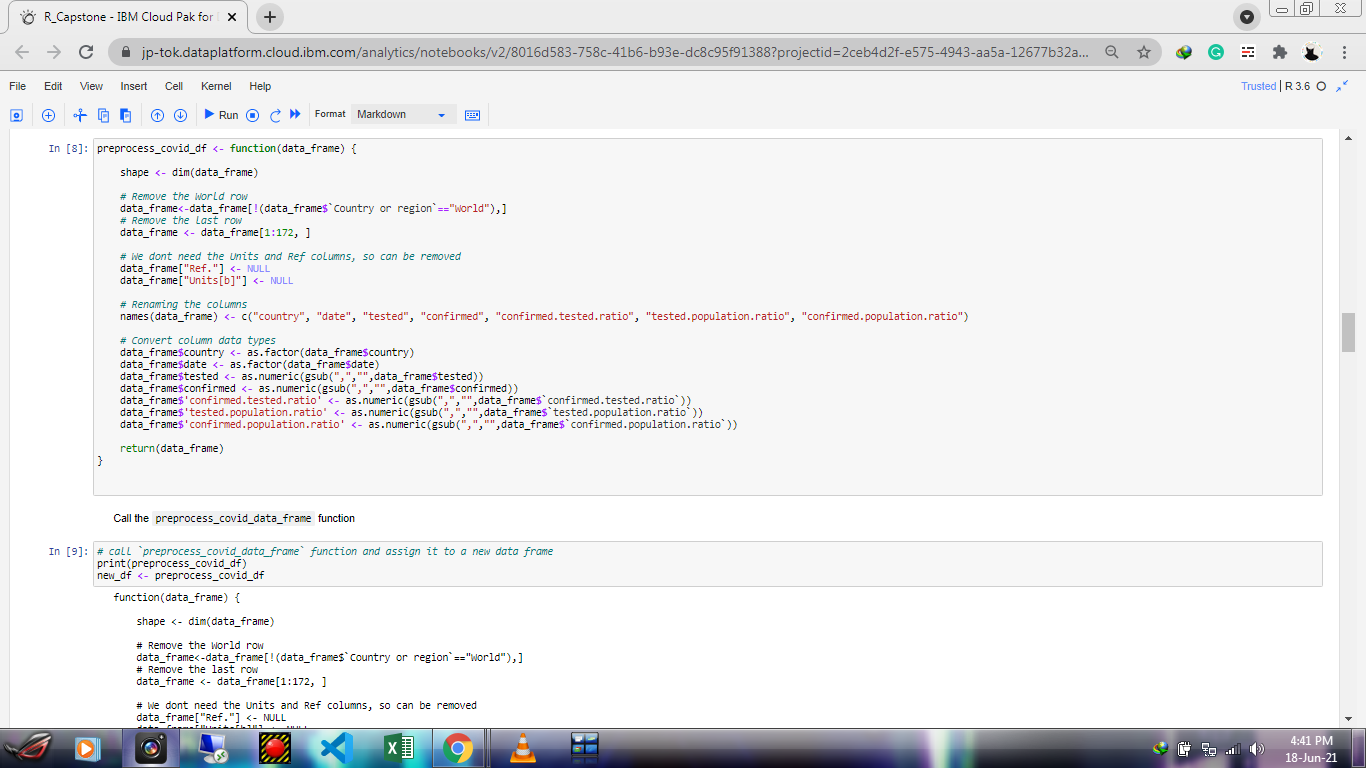 R_Capstone - IBM Cloud Pak for
jp-tok.dataplatform.cloud.ibm.com/analytics/notebooks/v2/8016d583-758c-41b6-b93e-dc8c95f91388?projectid=2ceb4d2f-e575-4943-aa5a-12677b32a...
File Edit View Insert Cell Kernel Help
Trusted | R 3.6
Run Format Markdown
In [8]: preprocess_covid_df <- function(data_frame) {
shape <- dim(data_frame)
# Remove the World row
data_frame<-data_frame[!(data_frame$`Country or region`=="World"),]
# Remove the last row
data_frame <- data_frame[1:172, ]
# We dont need the Units and Ref columns, so can be removed
data_frame["Ref."] <- NULL
data_frame["Units[b]"] <- NULL
# Renaming the columns
names(data_frame) <- c("country", "date", "tested", "confirmed", "confirmed.tested.ratio", "tested.population.ratio", "confirmed.population.ratio")
# Convert column data types
data_frame$country <- as.factor(data_frame$country)
data_frame$date <- as.factor(data_frame$date)
data_frame$tested <- as.numeric(gsub(",","",data_frame$tested))
data_frame$confirmed <- as.numeric(gsub(",","",data_frame$confirmed))
data_frame$'confirmed.tested.ratio' <- as.numeric(gsub(",","",data_frame$`confirmed.tested.ratio`))
data_frame$'tested.population.ratio' <- as.numeric(gsub(",","",data_frame$`tested.population.ratio`))
data_frame$'confirmed.population.ratio' <- as.numeric(gsub(",","",data_frame$`confirmed.population.ratio`))
return(data_frame)
}
Call the preprocess_covid_data_frame function
In [9]: # call `preprocess_covid_data_frame` function and assign it to a new data frame
print(preprocess_covid_df)
new_df <- preprocess_covid_df
function(data_frame) {
shape <- dim(data_frame)
# Remove the World row
data_frame<-data_frame[!(data_frame$`Country or region`=="World"),]
# Remove the last row
data_frame <- data_frame[1:172, ]
# We dont need the Units and Ref columns, so can be removed
data_frame["Ref."] <- NULL
4:41 PM
18-Jun-21